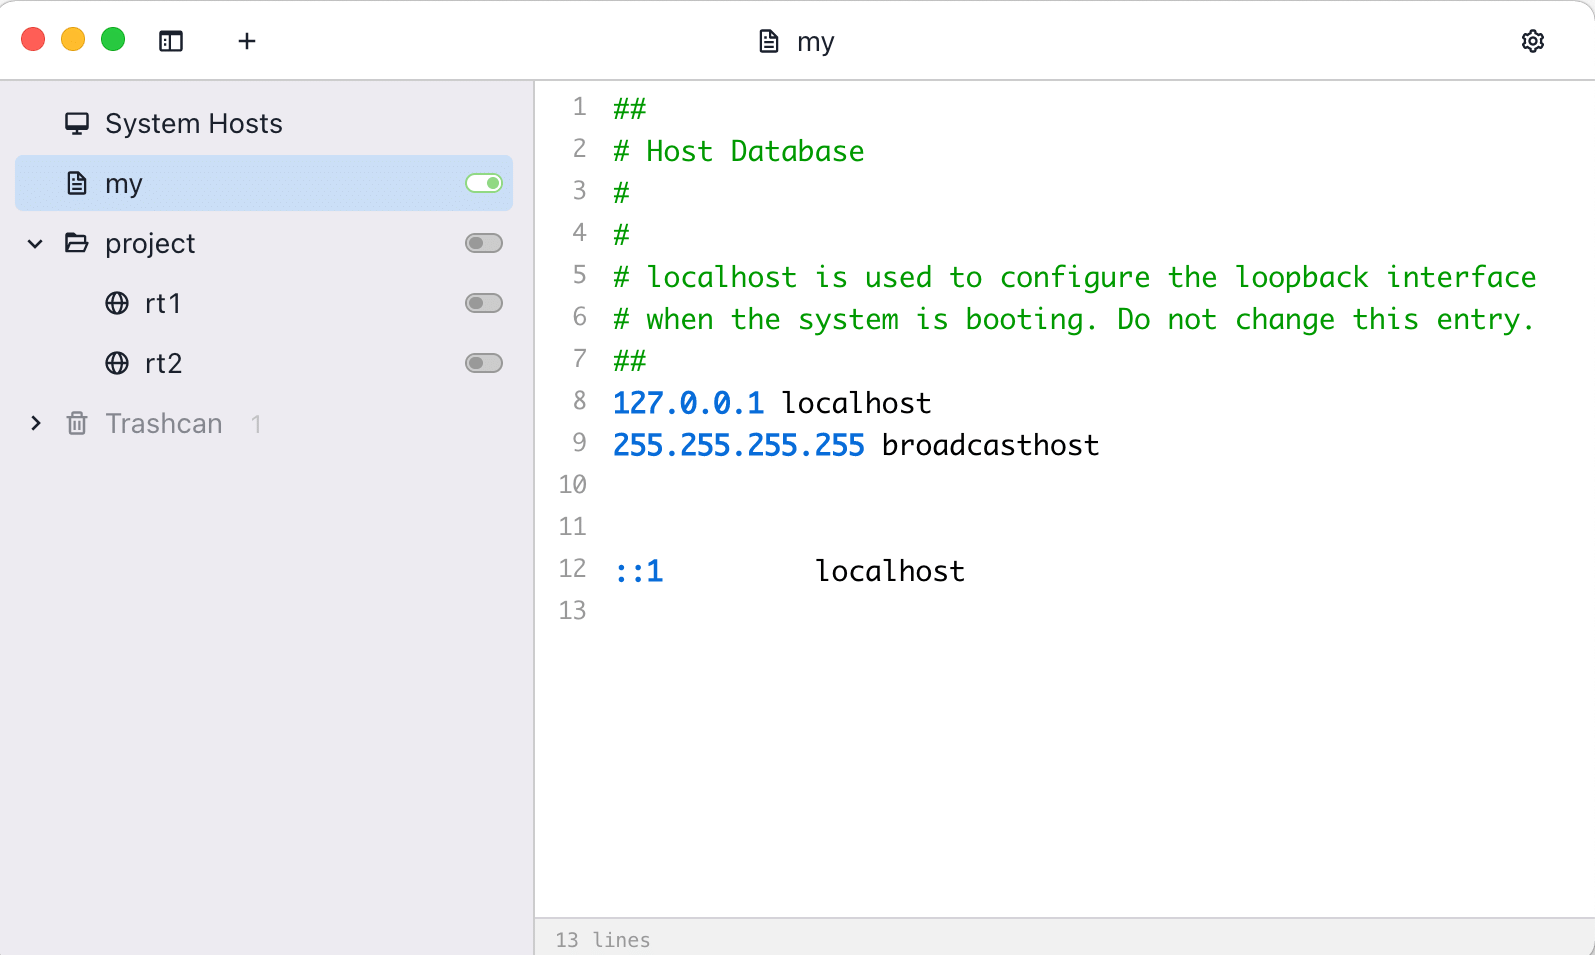 my
System Hosts
my
project
rt1
rt2
Trashcan 1
1 ##
2 # Host Database
3 #
4 #
5 # localhost is used to configure the loopback interface
6 # when the system is booting. Do not change this entry.
7 ##
8 127.0.0.1 localhost
9 255.255.255.255 broadcasthost
10
11
12 ::1         localhost
13
13 lines